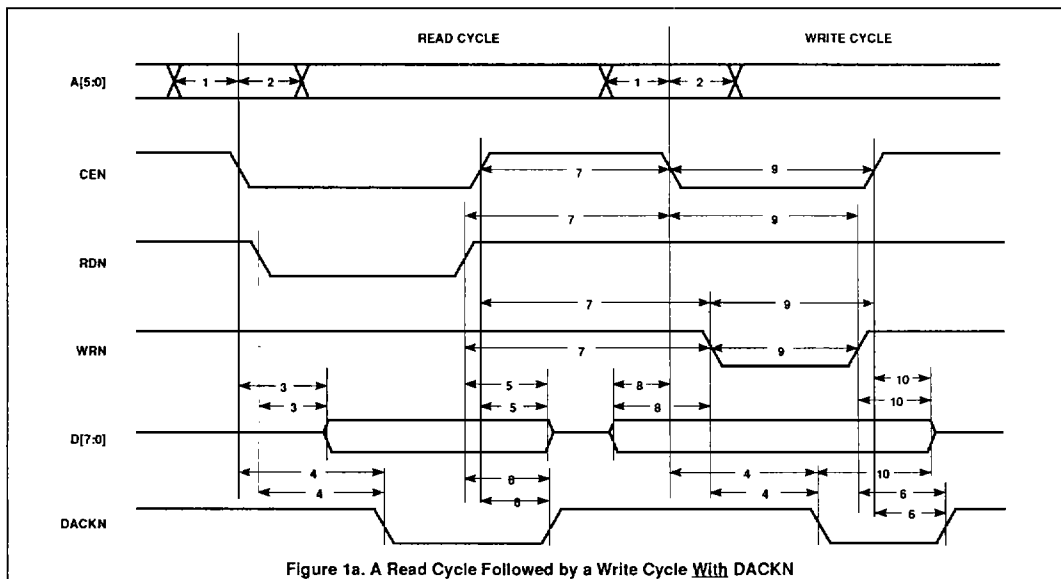 READ CYCLE WRITE CYCLE
A[5:0] 1 2 1 2
CEN 7 9
7 9
RDN
7 9
WRN 7 9
3 5 8 10
3 5 8 10
D[7:0]
4 6 4 10
4 6 4 6
6
DACKN
Figure 1a. A Read Cycle Followed by a Write Cycle With DACKN